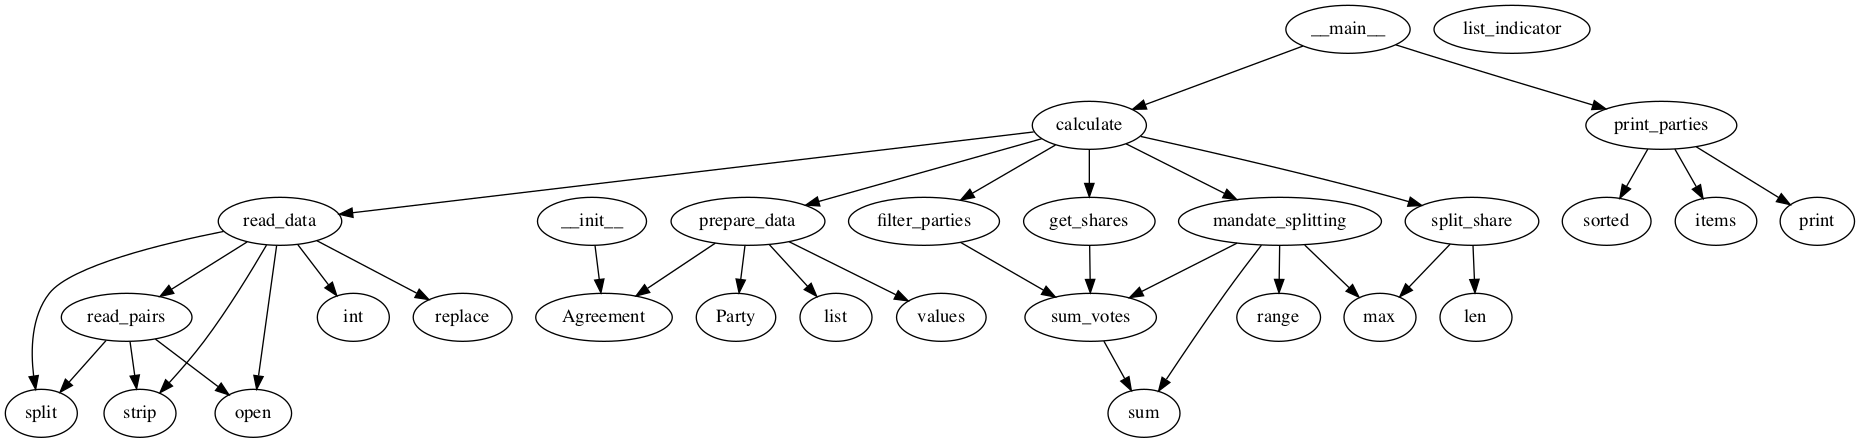 __main__
list_indicator
calculate
print_parties
read_data
__init__
prepare_data
filter_parties
get_shares
mandate_splitting
split_share
sorted
items
print
read_pairs
int
replace
Agreement
Party
list
values
sum_votes
range
max
len
split
strip
open
sum